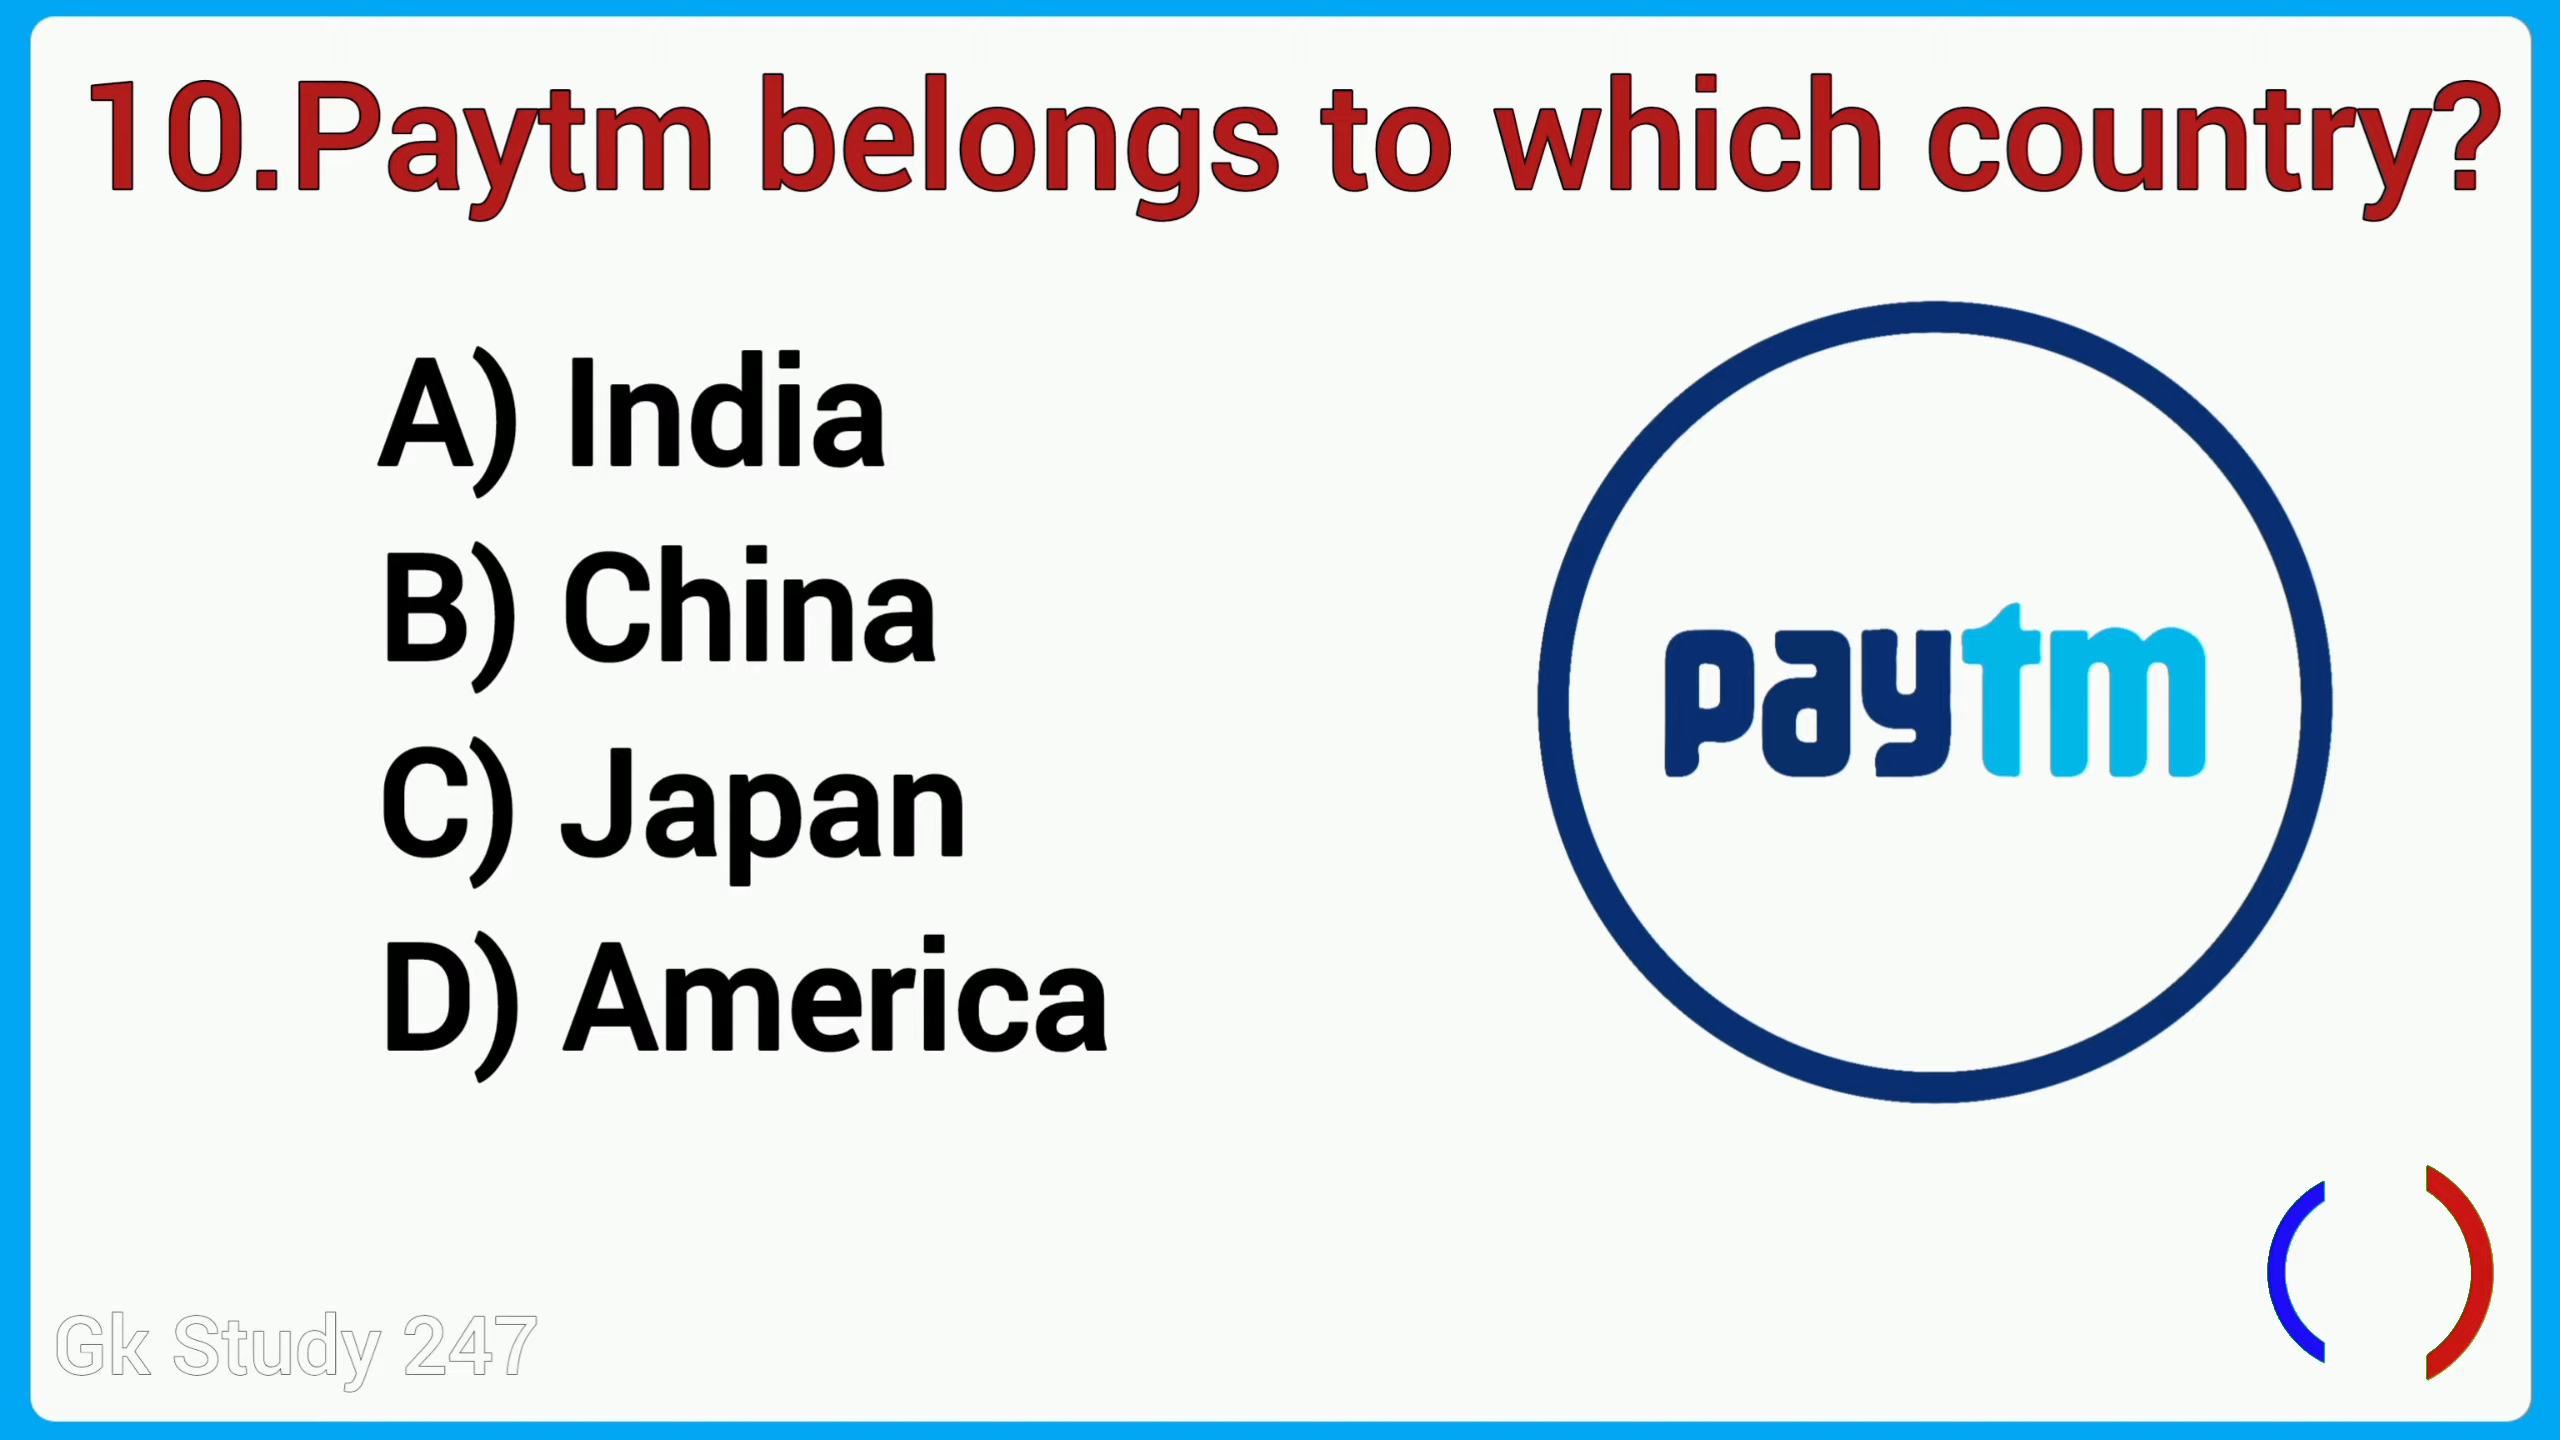 10.Paytm belongs to which country?
A) India
B) China
C) Japan
D) America
paytm
Gk Study 247